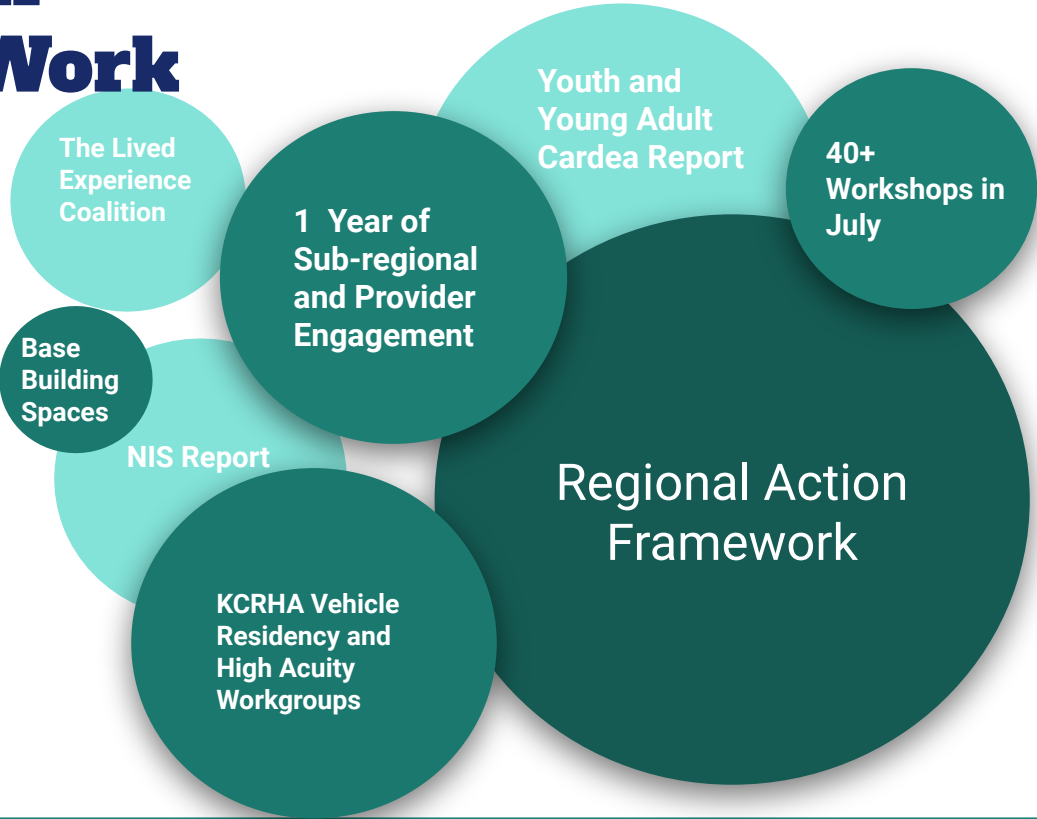 Work
The Lived
Experience
Coalition
1 Year of
Sub-regional
and Provider
Engagement
Youth and
Young Adult
Cardea Report
40+
Workshops in
July
Base
Building
Spaces
NIS Report
Regional Action
Framework
KCRHA Vehicle
Residency and
High Acuity
Workgroups